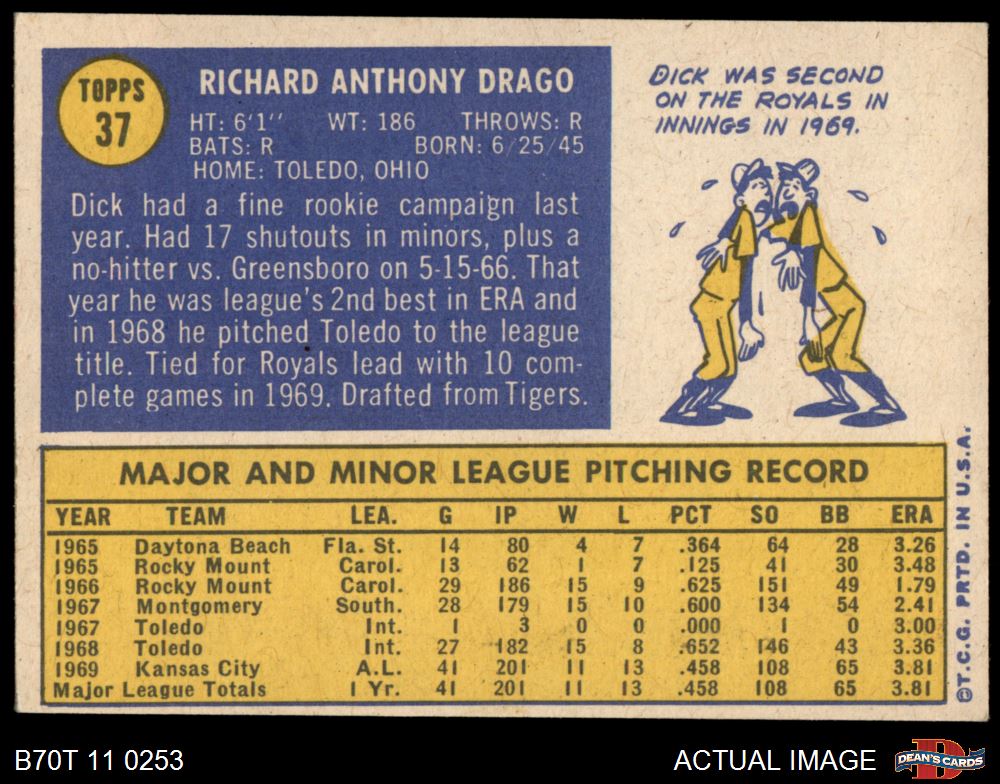 TOPPS
37
RICHARD ANTHONY DRAGO
HT: 6'1'' WT: 186 THROWS: R
BATS: R BORN: 6/25/45
HOME: TOLEDO, OHIO
Dick had a fine rookie campaign last
year. Had 17 shutouts in minors, plus a
no-hitter vs. Greensboro on 5-15-66. That
year he was league's 2nd best in ERA and
in 1968 he pitched Toledo to the league
title. Tied for Royals lead with 10 com-
plete games in 1969. Drafted from Tigers.
DICK WAS SECOND
ON THE ROYALS IN
INNINGS IN 1969.
MAJOR AND MINOR LEAGUE PITCHING RECORD
YEAR TEAM LEA. G IP W L PCT SO BB ERA
1965 Daytona Beach Fla. St. 14 80 4 7 .364 64 28 3.26
1965 Rocky Mount Carol. 13 62 1 7 .125 41 30 3.48
1966 Rocky Mount Carol. 29 186 15 9 .625 151 49 1.79
1967 Montgomery South. 28 179 15 10 .600 134 54 2.41
1967 Toledo Int. 1 3 0 0 .000 1 0 3.00
1968 Toledo Int. 27 182 15 8 .652 146 43 3.36
1969 Kansas City A.L. 41 201 11 13 .458 108 65 3.81
Major League Totals 1 Yr. 41 201 11 13 .458 108 65 3.81
©T.C.G. PRTD. IN U.S.A.
B70T 11 0253
ACTUAL IMAGE
D
DEAN'S CARDS